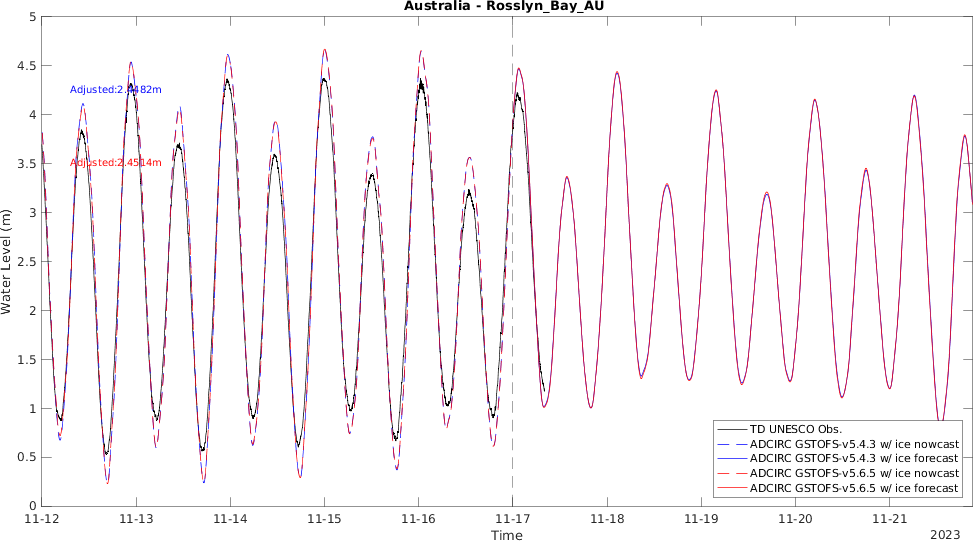 Australia - Rosslyn_Bay_AU
5
4.5
Adjusted:2.4482m
4
3.5
Adjusted:2.4514m
3
Water Level (m)
2.5
2
1.5
1
0.5
0
TD UNESCO Obs.
ADCIRC GSTOFS-v5.4.3 w/ ice nowcast
ADCIRC GSTOFS-v5.4.3 w/ ice forecast
ADCIRC GSTOFS-v5.6.5 w/ ice nowcast
ADCIRC GSTOFS-v5.6.5 w/ ice forecast
11-12 11-13 11-14 11-15 11-16 11-17 11-18 11-19 11-20 11-21
Time
2023